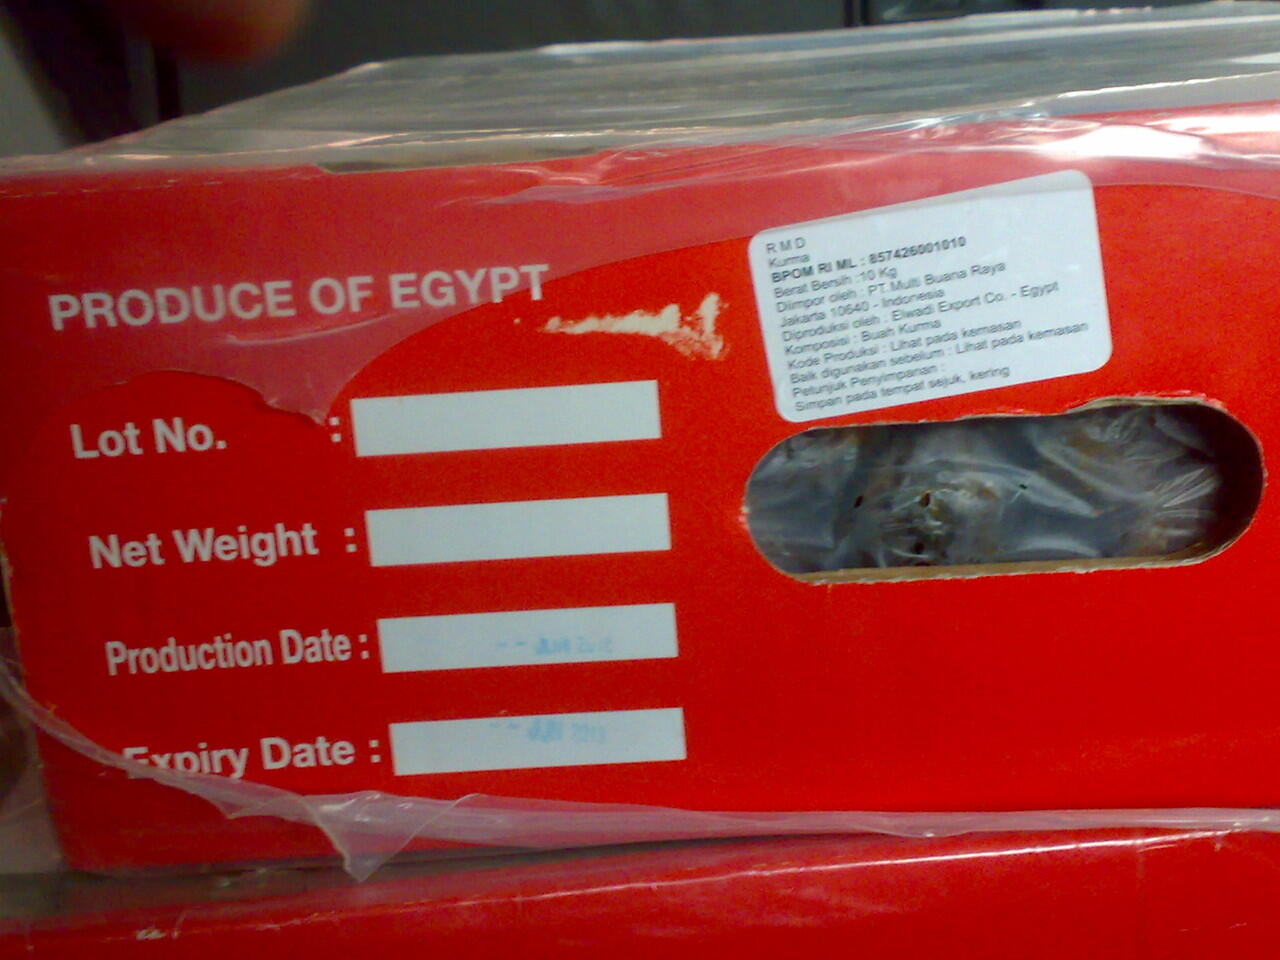 PRODUCE OF EGYPT
Lot No. :
Net Weight :
Production Date :
Expiry Date :
R M D
Kurma
BPOM RI ML : 857426001010
Berat Bersih :10 Kg
Diimpor oleh : PT. Multi Buana Raya
Jakarta 10640 - Indonesia
Diproduksi oleh : Elwadi Export Co. - Egypt
Komposisi : Buah Kurma
Kode Produksi : Lihat pada kemasan
Baik digunakan sebelum : Lihat pada kemasan
Petunjuk Penyimpanan :
Simpan pada tempat sejuk, kering